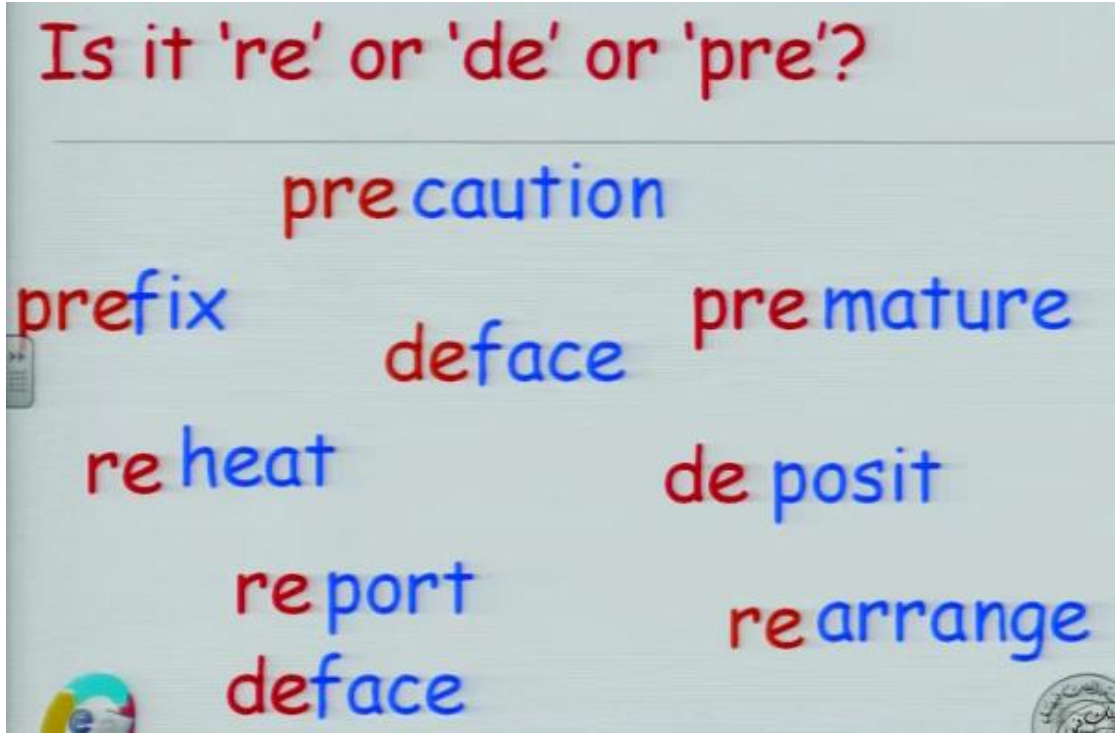 Is it 're' or 'de' or 'pre'?
pre caution
prefix
pre mature
deface
re heat
de posit
re port
re arrange
deface
e